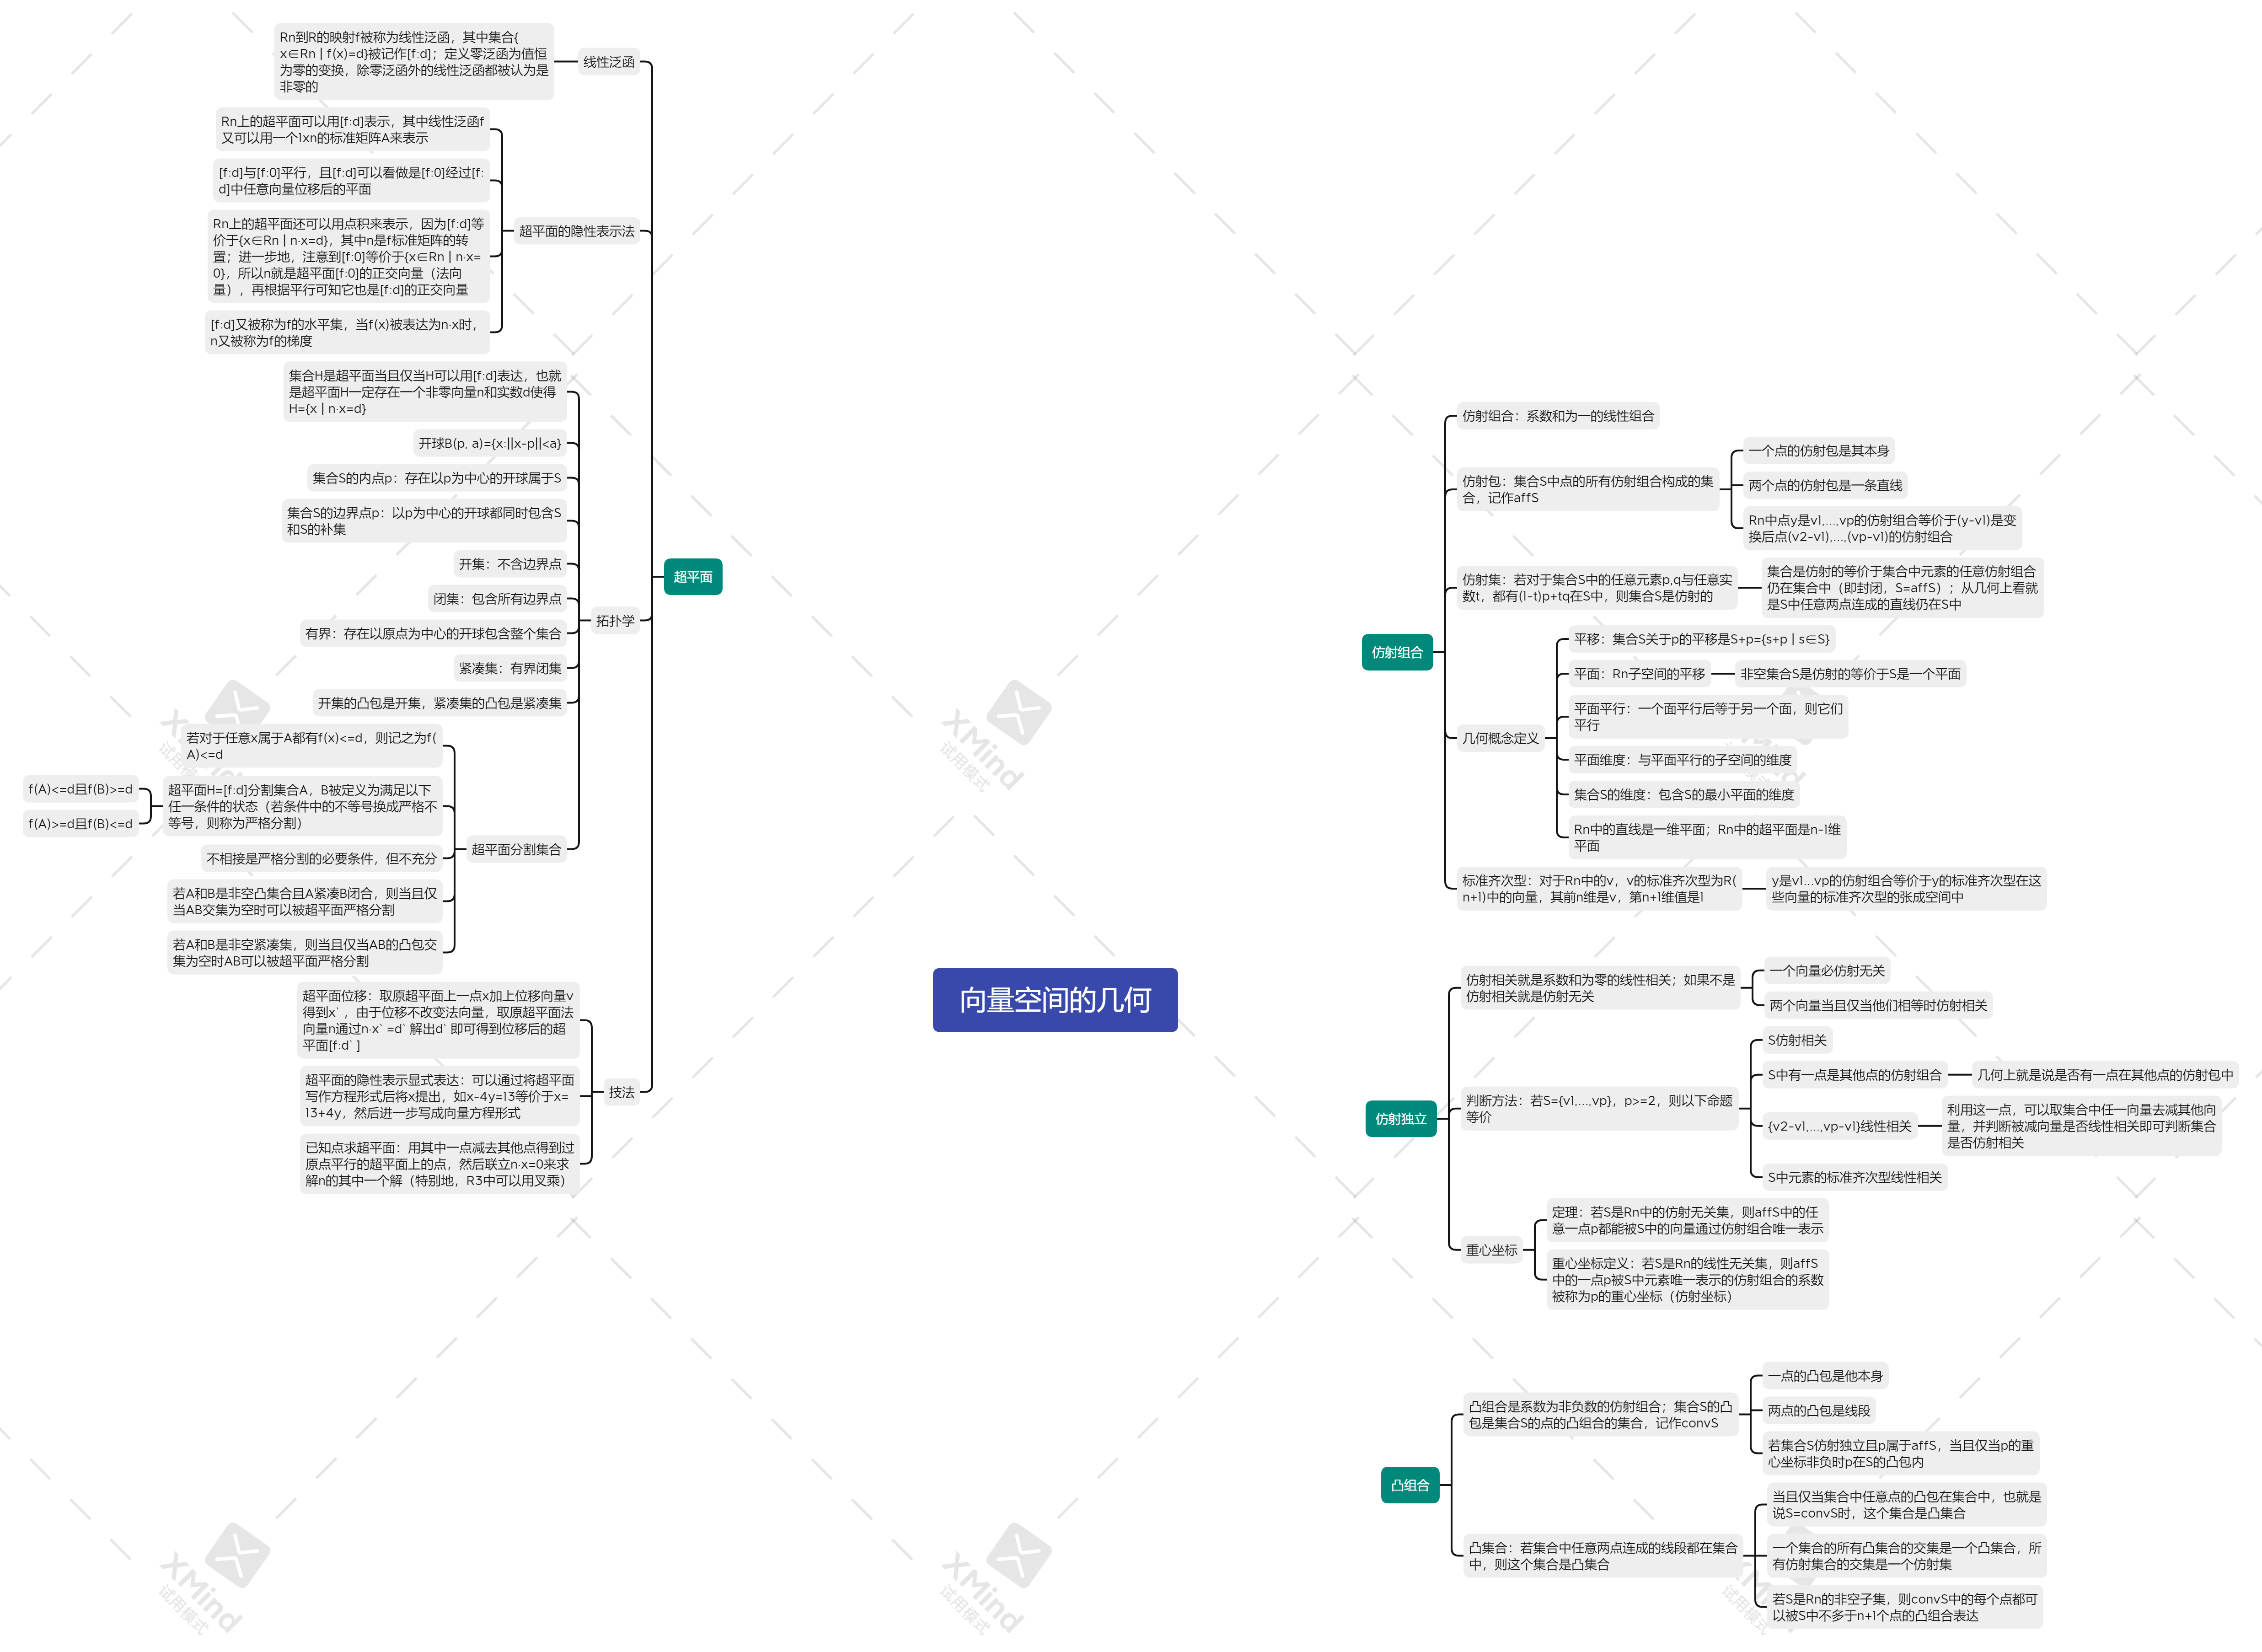 向量空间的几何
仿射组合
仿射组合：系数和为一的线性组合
仿射包：集合S中点的所有仿射组合构成的集
合，记作affS
一个点的仿射包是其本身
两个点的仿射包是一条直线
Rn中点y是v1,...,vp的仿射组合等价于(y-v1)是变
换后点(v2-v1),...,(vp-v1)的仿射组合
仿射集：若对于集合S中的任意元素p,q与任意实
数t，都有(1-t)p+tq在S中，则集合S是仿射的
集合是仿射的等价于集合中元素的任意仿射组合
仍在集合中（即封闭，S=affS）；从几何上看就
是S中任意两点连成的直线仍在S中
几何概念定义
平移：集合S关于p的平移是S+p={s+p | s∈S}
平面：Rn子空间的平移
非空集合S是仿射的等价于S是一个平面
平面平行：一个面平行后等于另一个面，则它们
平行
平面维度：与平面平行的子空间的维度
集合S的维度：包含S的最小平面的维度
Rn中的直线是一维平面；Rn中的超平面是n-1维
平面
标准齐次型：对于Rn中的v，v的标准齐次型为R(
n+1)中的向量，其前n维是v，第n+1维值是1
y是v1...vp的仿射组合等价于y的标准齐次型在这
些向量的标准齐次型的张成空间中
仿射独立
仿射相关就是系数和为零的线性相关；如果不是
仿射相关就是仿射无关
一个向量必仿射无关
两个向量当且仅当他们相等时仿射相关
判断方法：若S={v1,...,vp}，p>=2，则以下命题
等价
S仿射相关
S中有一点是其他点的仿射组合
几何上就是说是否有一点在其他点的仿射包中
{v2-v1,...,vp-v1}线性相关
利用这一点，可以取集合中任一向量去减其他向
量，并判断被减向量是否线性相关即可判断集合
是否仿射相关
S中元素的标准齐次型线性相关
重心坐标
定理：若S是Rn中的仿射无关集，则affS中的任
意一点p都能被S中的向量通过仿射组合唯一表示
重心坐标定义：若S是Rn的线性无关集，则affS
中的一点p被S中元素唯一表示的仿射组合的系数
被称为p的重心坐标（仿射坐标）
凸组合
凸组合是系数为非负数的仿射组合；集合S的凸
包是集合S的点的凸组合的集合，记作convS
一点的凸包是他本身
两点的凸包是线段
若集合S仿射独立且p属于affS，当且仅当p的重
心坐标非负时p在S的凸包内
凸集合：若集合中任意两点连成的线段都在集合
中，则这个集合是凸集合
当且仅当集合中任意点的凸包在集合中，也就是
说S=convS时，这个集合是凸集合
一个集合的所有凸集合的交集是一个凸集合，所
有仿射集合的交集是一个仿射集
若S是Rn的非空子集，则convS中的每个点都可
以被S中不多于n+1个点的凸组合表达
超平面
线性泛函
Rn到R的映射f被称为线性泛函，其中集合{
x∈Rn | f(x)=d}被记作[f:d]；定义零泛函为值恒
为零的变换，除零泛函外的线性泛函都被认为是
非零的
超平面的隐性表示法
Rn上的超平面可以用[f:d]表示，其中线性泛函f
又可以用一个1xn的标准矩阵A来表示
[f:d]与[f:0]平行，且[f:d]可以看做是[f:0]经过[f:
d]中任意向量位移后的平面
Rn上的超平面还可以用点积来表示，因为[f:d]等
价于{x∈Rn | n·x=d}，其中n是f标准矩阵的转
置；进一步地，注意到[f:0]等价于{x∈Rn | n·x=
0}，所以n就是超平面[f:0]的正交向量（法向
量），再根据平行可知它也是[f:d]的正交向量
[f:d]又被称为f的水平集，当f(x)被表达为n·x时，
n又被称为f的梯度
拓扑学
集合H是超平面当且仅当H可以用[f:d]表达，也就
是超平面H一定存在一个非零向量n和实数d使得
H={x | n·x=d}
开球B(p, a)={x:||x-p||<a}
集合S的内点p：存在以p为中心的开球属于S
集合S的边界点p：以p为中心的开球都同时包含S
和S的补集
开集：不含边界点
闭集：包含所有边界点
有界：存在以原点为中心的开球包含整个集合
紧凑集：有界闭集
开集的凸包是开集，紧凑集的凸包是紧凑集
超平面分割集合
若对于任意x属于A都有f(x)<=d，则记之为f(
A)<=d
超平面H=[f:d]分割集合A，B被定义为满足以下
任一条件的状态（若条件中的不等号换成严格不
等号，则称为严格分割）
f(A)<=d且f(B)>=d
f(A)>=d且f(B)<=d
不相接是严格分割的必要条件，但不充分
若A和B是非空凸集合且A紧凑B闭合，则当且仅
当AB交集为空时可以被超平面严格分割
若A和B是非空紧凑集，则当且仅当AB的凸包交
集为空时AB可以被超平面严格分割
技法
超平面位移：取原超平面上一点x加上位移向量v
得到x`，由于位移不改变法向量，取原超平面法
向量n通过n·x`=d`解出d`即可得到位移后的超
平面[f:d`]
超平面的隐性表示显式表达：可以通过将超平面
写作方程形式后将x提出，如x-4y=13等价于x=
13+4y，然后进一步写成向量方程形式
已知点求超平面：用其中一点减去其他点得到过
原点平行的超平面上的点，然后联立n·x=0来求
解n的其中一个解（特别地，R3中可以用叉乘）
XMind
试用模式
XMind
试用模式
XMind
试用模式
XMind
试用模式